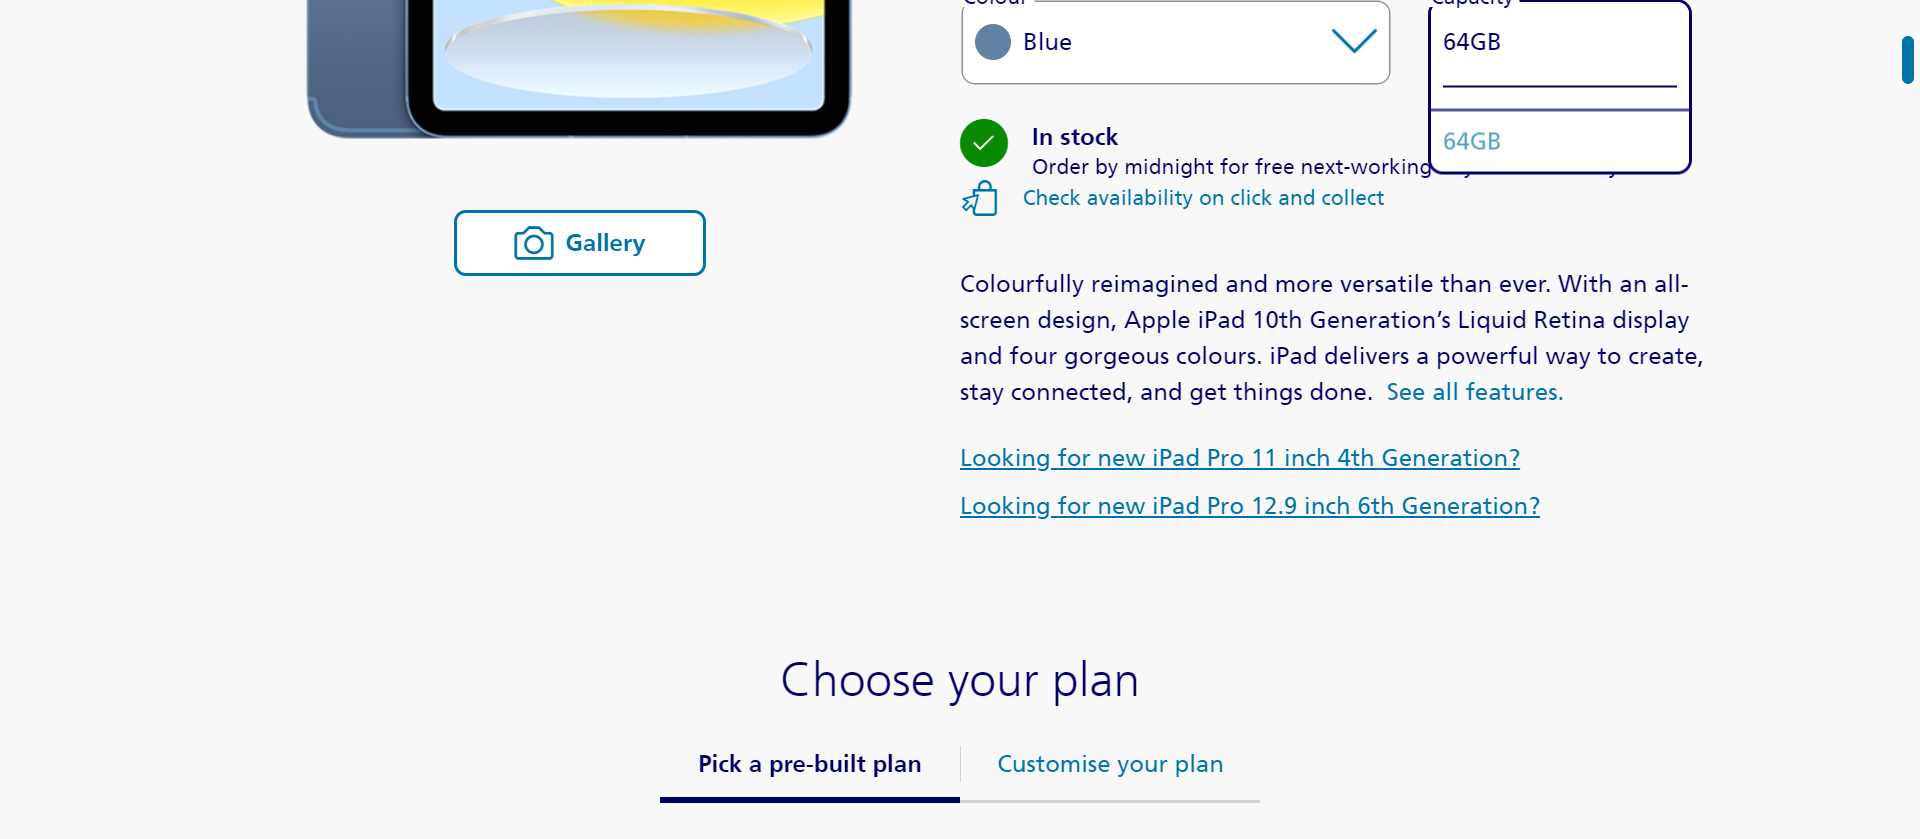 Colour
Blue
Capacity
64GB
64GB
In stock
Order by midnight for free next-working
Check availability on click and collect
Gallery
Colourfully reimagined and more versatile than ever. With an all-
screen design, Apple iPad 10th Generation’s Liquid Retina display
and four gorgeous colours. iPad delivers a powerful way to create,
stay connected, and get things done. See all features.
Looking for new iPad Pro 11 inch 4th Generation?
Looking for new iPad Pro 12.9 inch 6th Generation?
Choose your plan
Pick a pre-built plan
Customise your plan